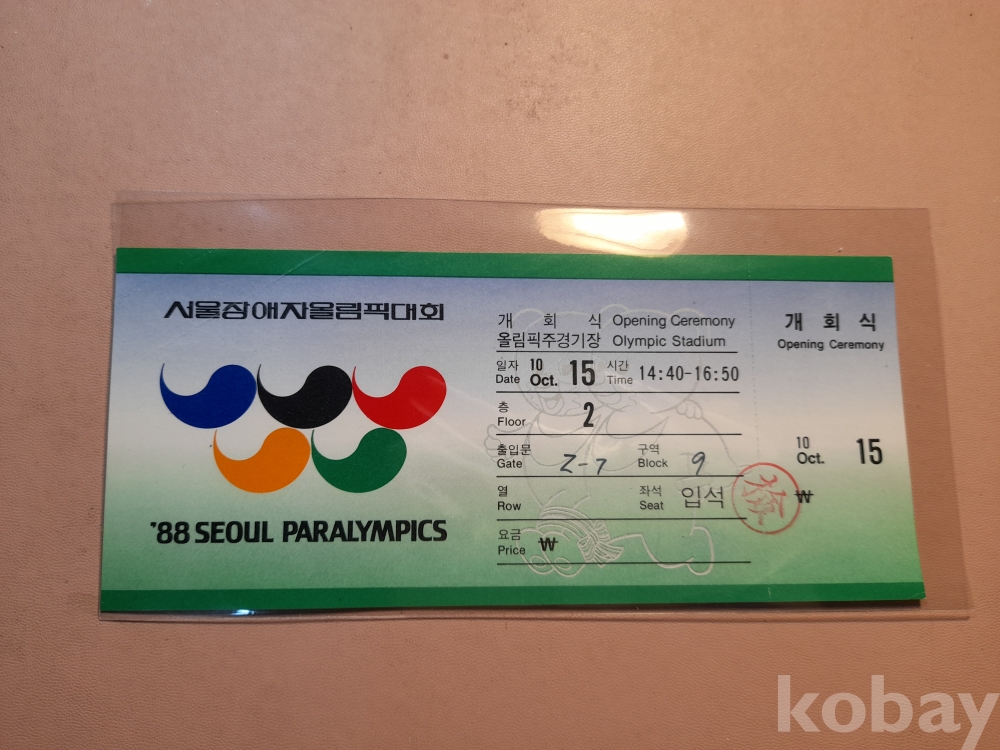 서울장애자올림픽대회
'88 SEOUL PARALYMPICS
개 회 식 Opening Ceremony
올림픽주경기장 Olympic Stadium
일자 Date 10 Oct. 15 시간 Time 14:40-16:50
층 Floor 2
출입문 Gate 2-7 구역 Block 9
열 Row 좌석 Seat 입석
요금 Price ₩
개 회 식
Opening Ceremony
10 Oct. 15
₩
kobay